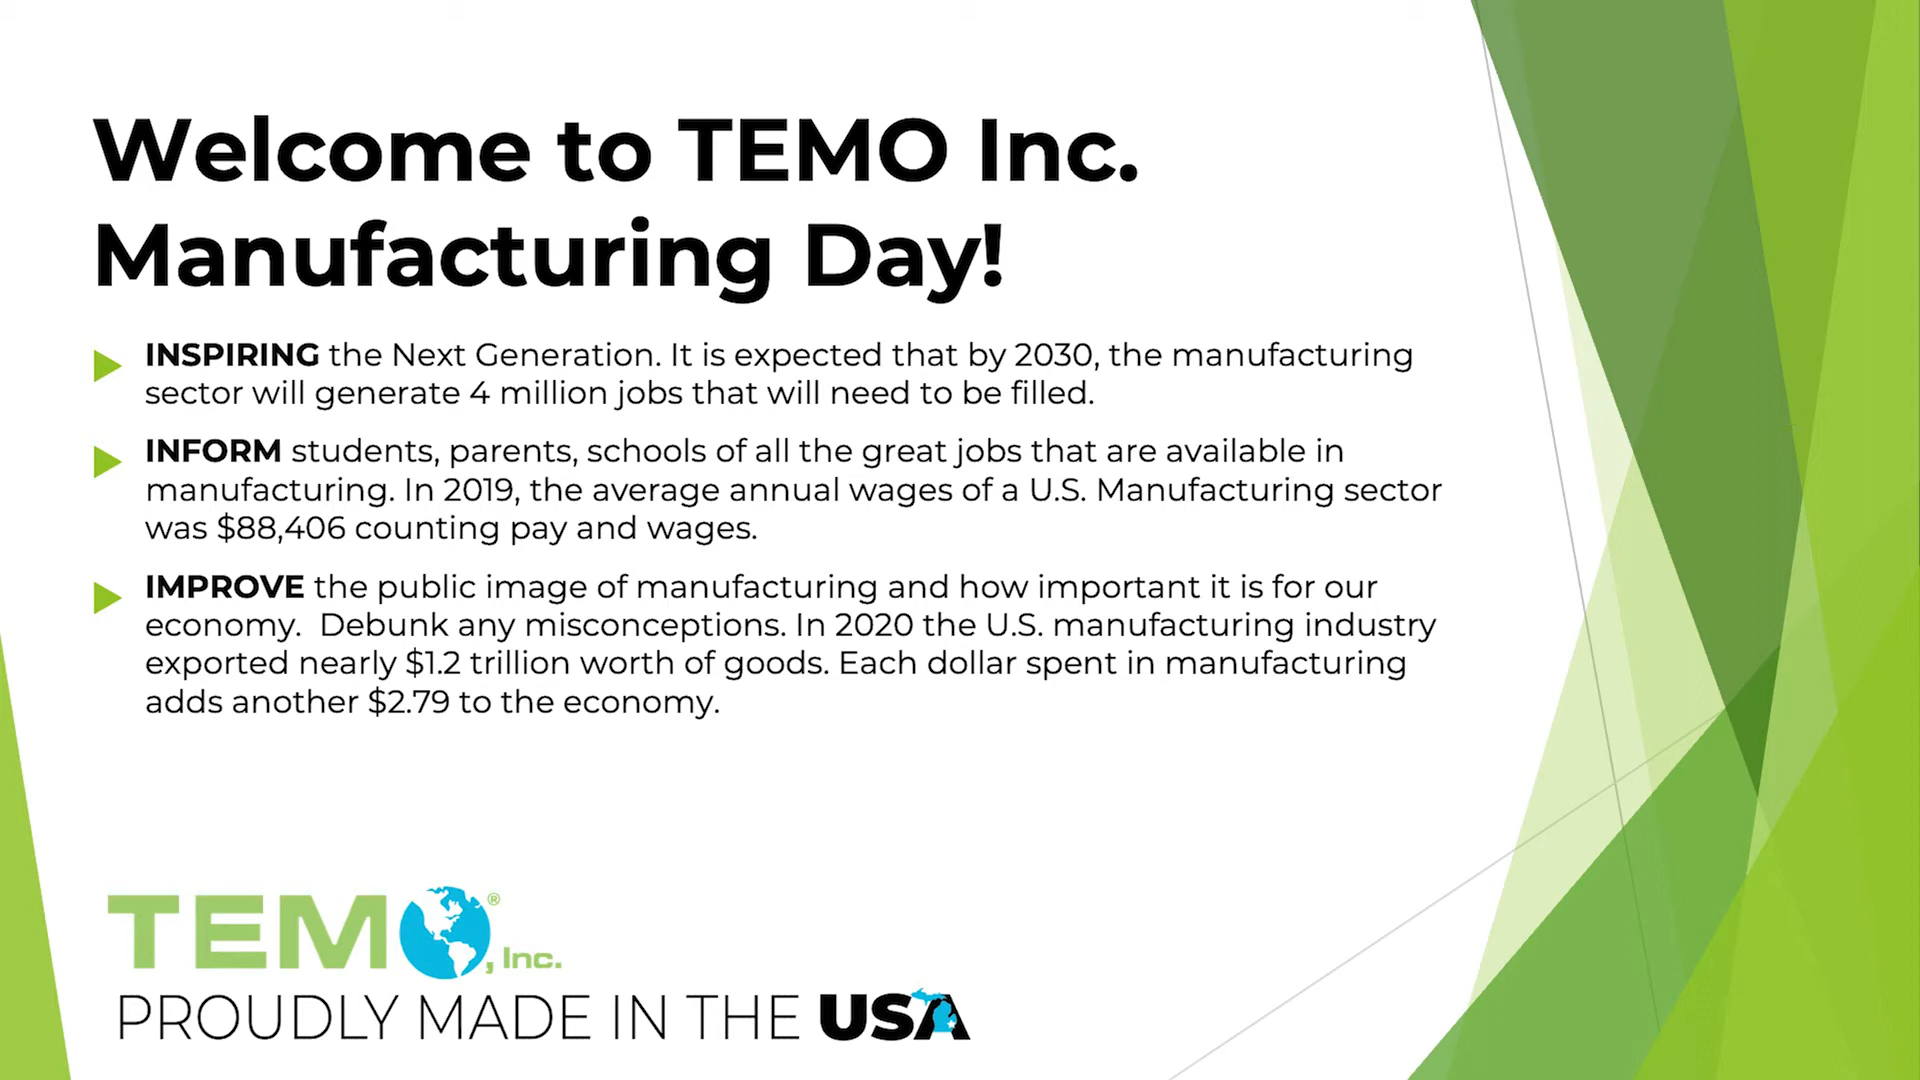 Welcome to TEMO Inc.
Manufacturing Day!
INSPIRING the Next Generation. It is expected that by 2030, the manufacturing
sector will generate 4 million jobs that will need to be filled.
INFORM students, parents, schools of all the great jobs that are available in
manufacturing. In 2019, the average annual wages of a U.S. Manufacturing sector
was $88,406 counting pay and wages.
IMPROVE the public image of manufacturing and how important it is for our
economy.  Debunk any misconceptions. In 2020 the U.S. manufacturing industry
exported nearly $1.2 trillion worth of goods. Each dollar spent in manufacturing
adds another $2.79 to the economy.
TEMO®, Inc.
PROUDLY MADE IN THE USA